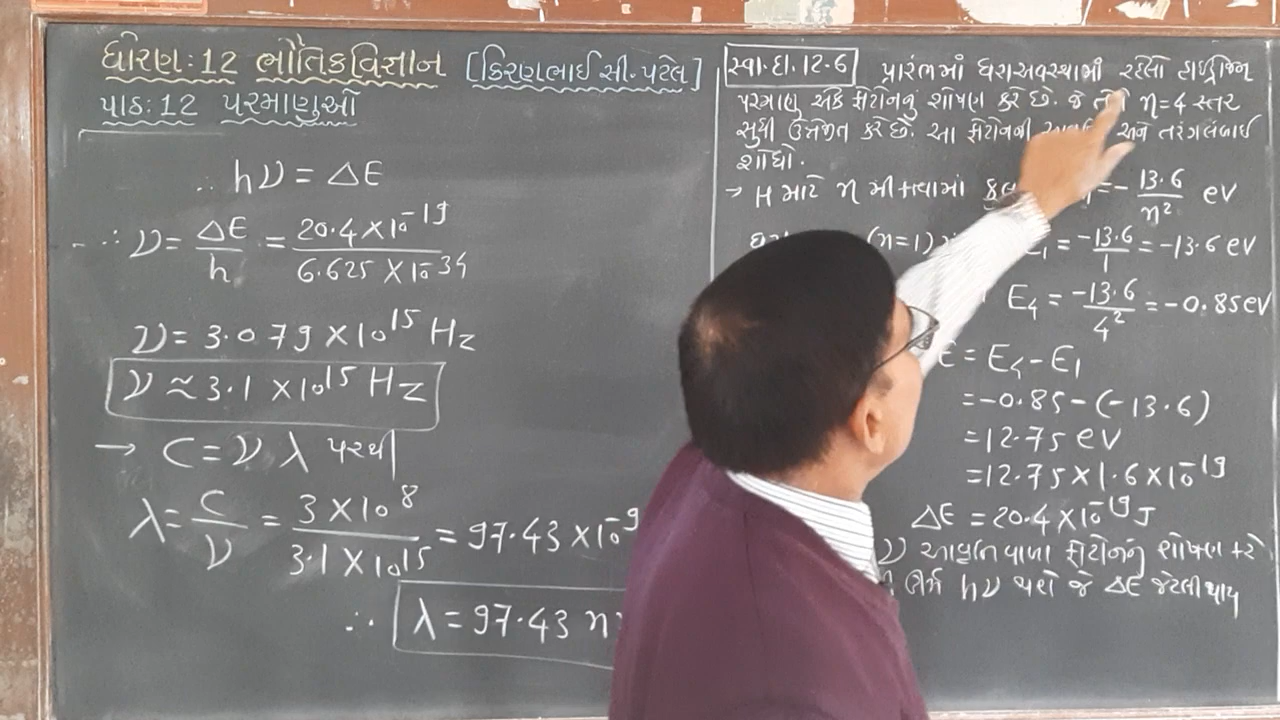 ધોરણ:12 ભૌતિકવિજ્ઞાન [કિરણભાઈ સી. પટેલ]
પાઠ:12 પરમાણુઓ
∴ hν = ΔE
∴ ν = ΔE/h = 20.4×10⁻¹⁹/6.625×10⁻³⁴
ν = 3.079×10¹⁵ Hz
ν ≈ 3.1×10¹⁵ Hz
→ C = ν λ પરથી
λ = C/ν = 3×10⁸/3.1×10¹⁵ = 97.43×10⁻⁹
∴ λ = 97.43 n
સ્વા.દા.12.6 પ્રારંભમાં ધરાઅવસ્થામાં રહેલો હાઈડ્રોજન
પરમાણુ એક ફોટોનનું શોષણ કરે છે. જે n=4 સ્તર
સુધી ઉત્તેજીત કરે છે. આ ફોટોનની અને તરંગલંબાઈ
શોધો.
→ H માટે n મી કક્ષામાં કુલ = -13.6/n² eV
(n=1) E₁ = -13.6/1 = -13.6 eV
E₄ = -13.6/4² = -0.85 eV
E = E₄ - E₁
= -0.85 - (-13.6)
= 12.75 eV
= 12.75×1.6×10⁻¹⁹
ΔE = 20.4×10⁻¹⁹ J
ν આવૃત્તિવાળા ફોટોનનું શોષણ કરે
hν થશે જે ΔE જેટલી થાય